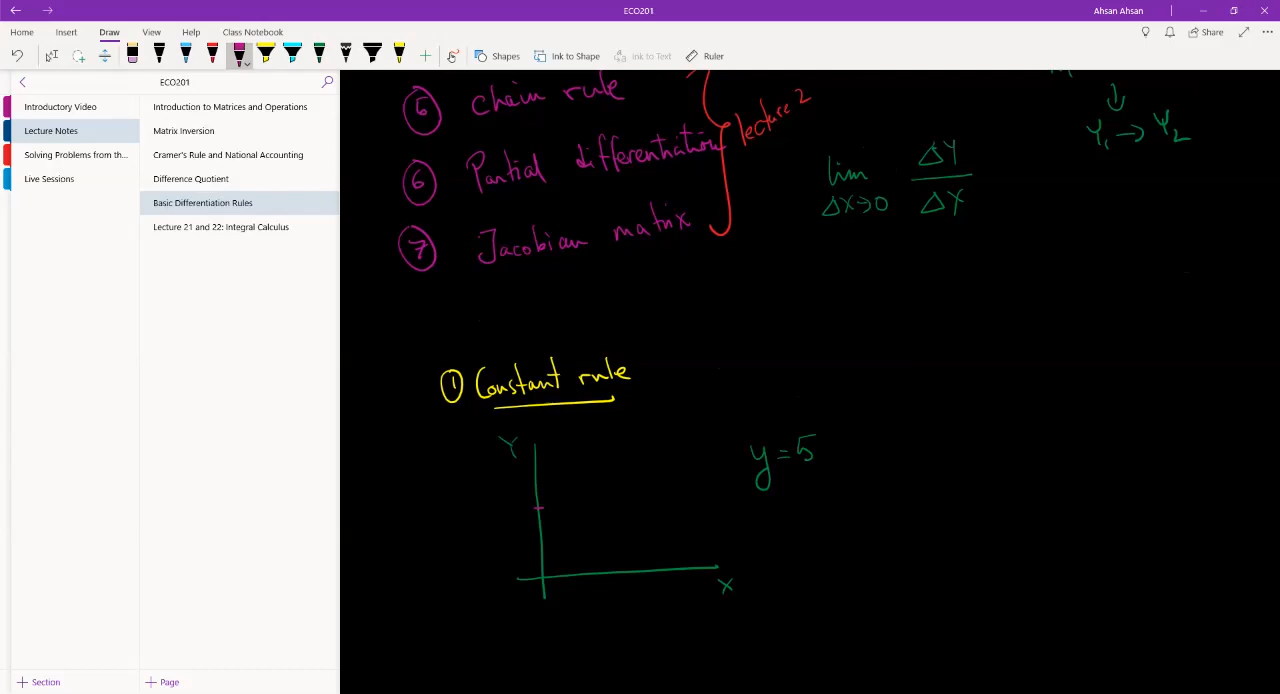 ECO201
Ahsan Ahsan
Home Insert Draw View Help Class Notebook
Share
Shapes Ink to Shape Ink to Text Ruler
ECO201
Introductory Video
Lecture Notes
Solving Problems from th...
Live Sessions
Introduction to Matrices and Operations
Matrix Inversion
Cramer's Rule and National Accounting
Difference Quotient
Basic Differentiation Rules
Lecture 21 and 22: Integral Calculus
⑤ chain rule
⑥ Partial differentiation
⑦ Jacobian matrix
lecture 2
lim ΔY
ΔX→0 ΔX
↓
Y₁ → Y₂
① Constant rule
Y
y = 5
X
+ Section
+ Page